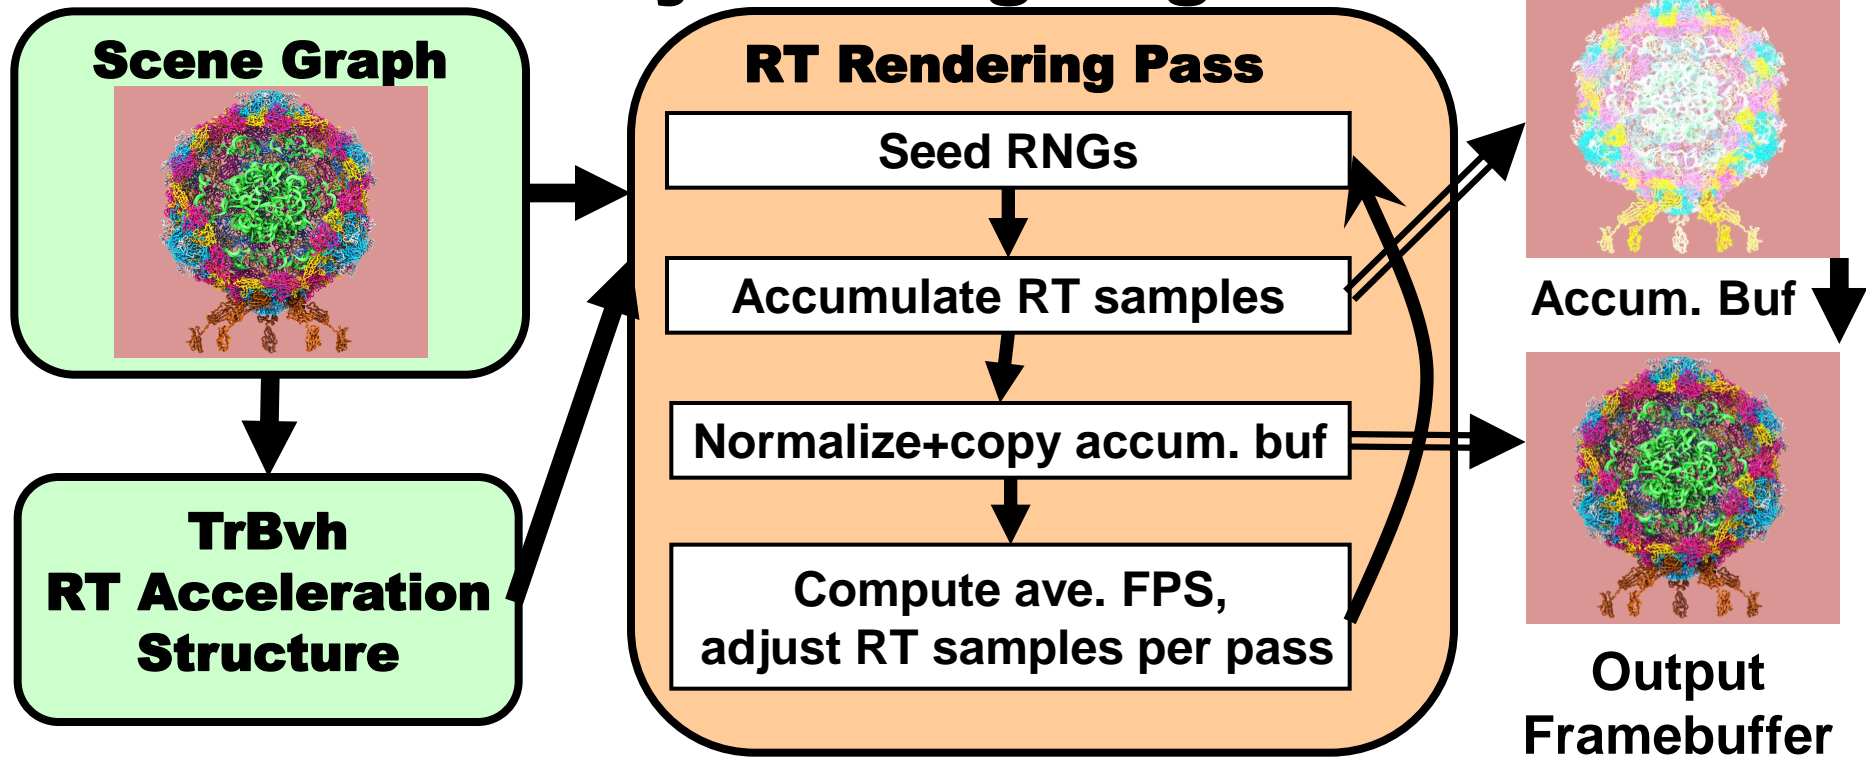 Scene Graph
RT Rendering Pass
Seed RNGs
Accumulate RT samples
Normalize+copy accum. buf
Compute ave. FPS,
adjust RT samples per pass
TrBvh
RT Acceleration
Structure
Accum. Buf
Output
Framebuffer